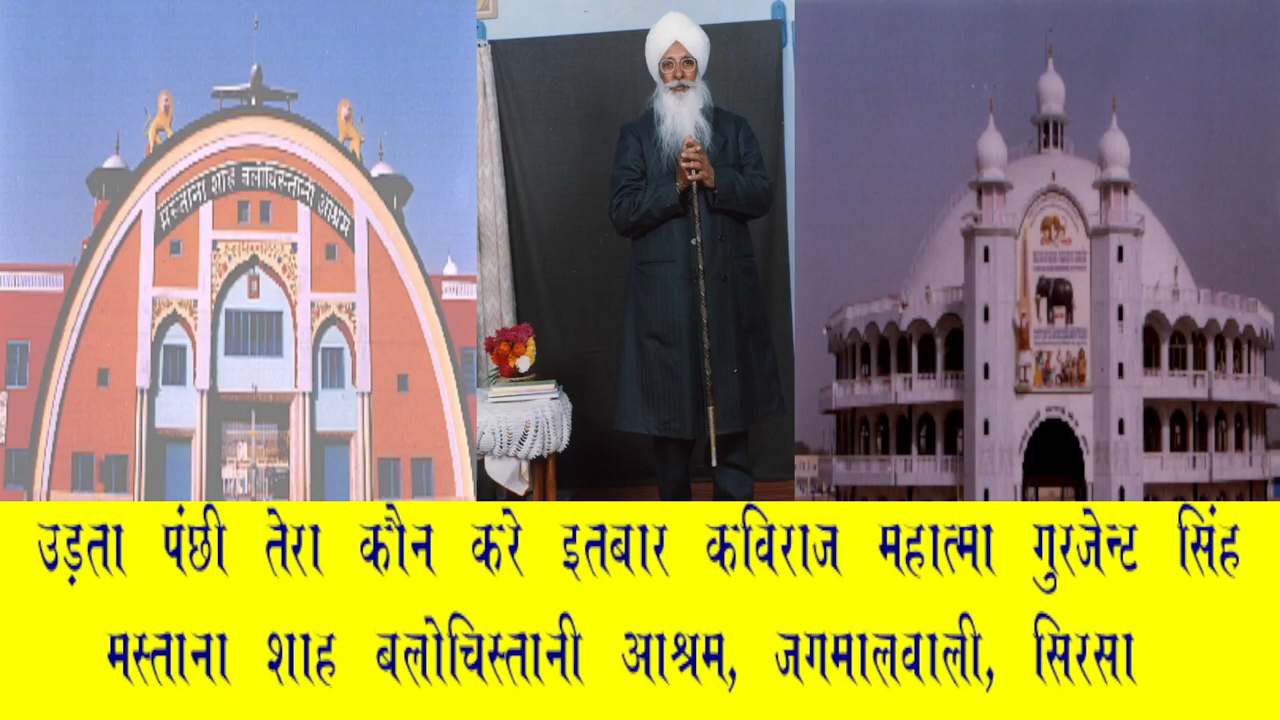 मस्ताना शाह बलोचिस्तानी आश्रम
उड़ता पंछी तेरा कौन करे इतबार कविराज महात्मा गुरजेन्ट सिंह
मस्ताना शाह बलोचिस्तानी आश्रम, जगमालवाली, सिरसा